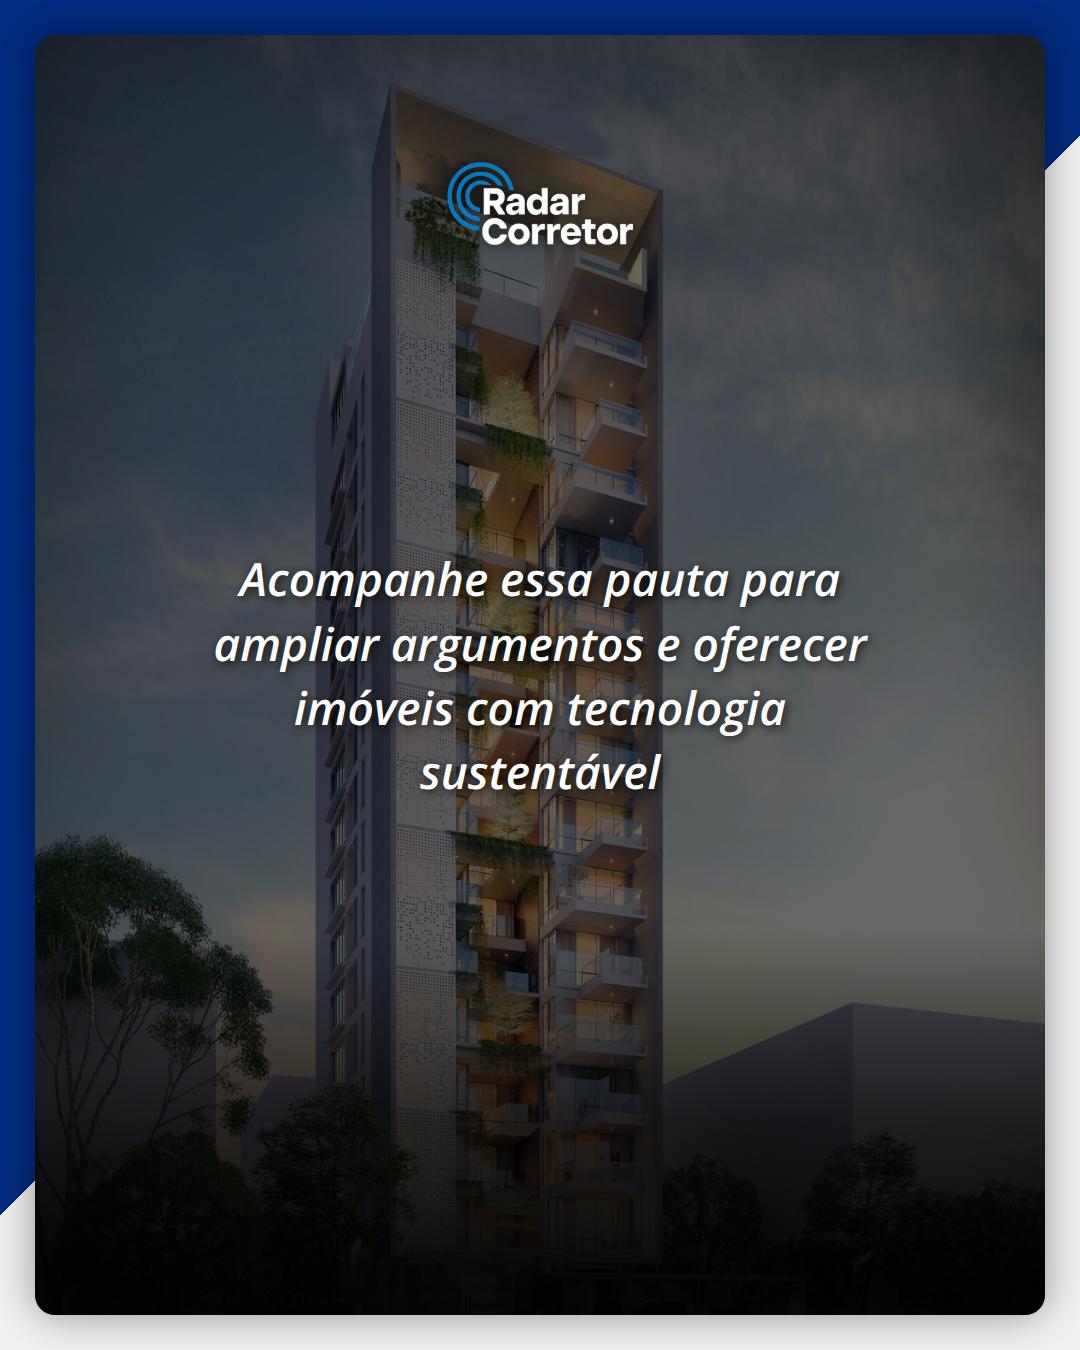 Radar
Corretor
Acompanhe essa pauta para
ampliar argumentos e oferecer
imóveis com tecnologia
sustentável